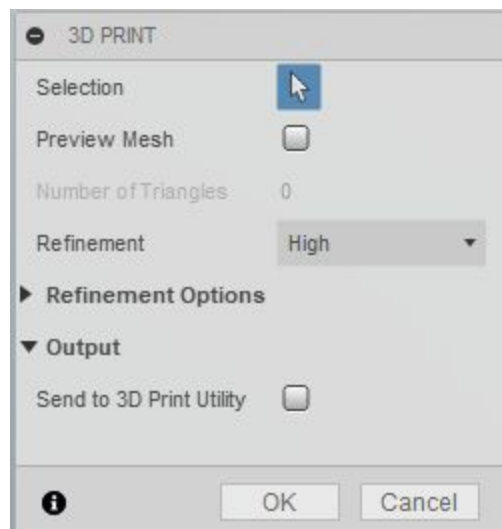 3D PRINT
Selection
Preview Mesh
Number of Triangles 0
Refinement High
Refinement Options
Output
Send to 3D Print Utility
OK Cancel